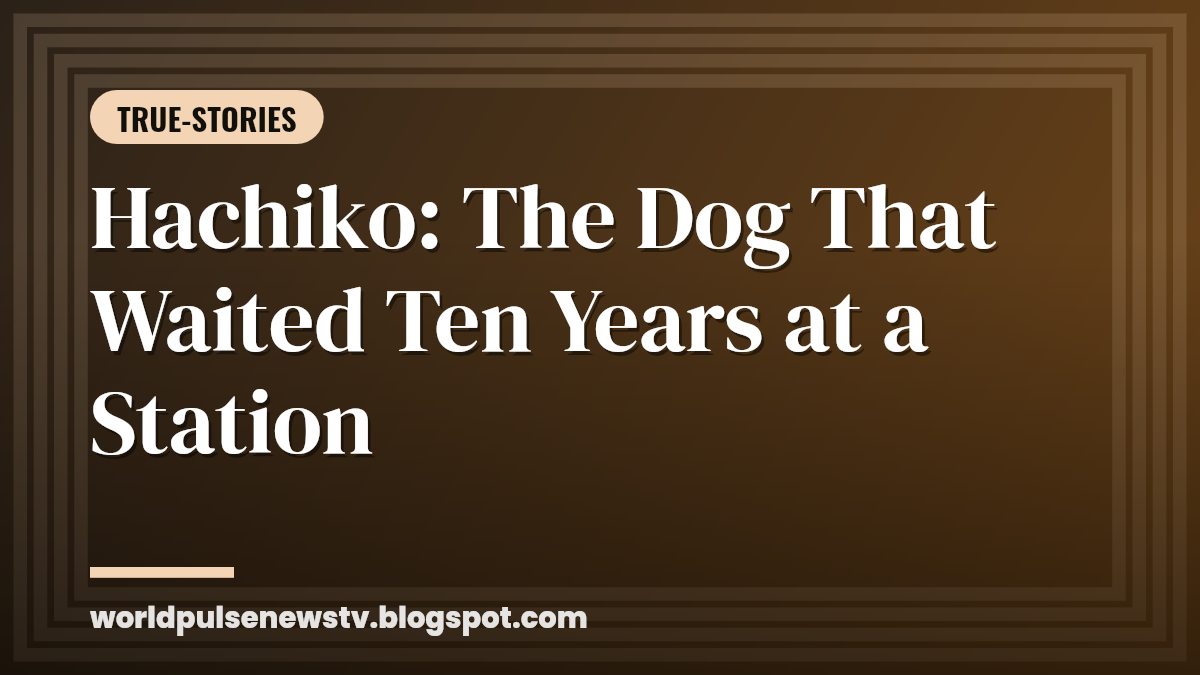 TRUE-STORIES
Hachiko: The Dog That
Waited Ten Years at a
Station
worldpulsenewstv.blogspot.com